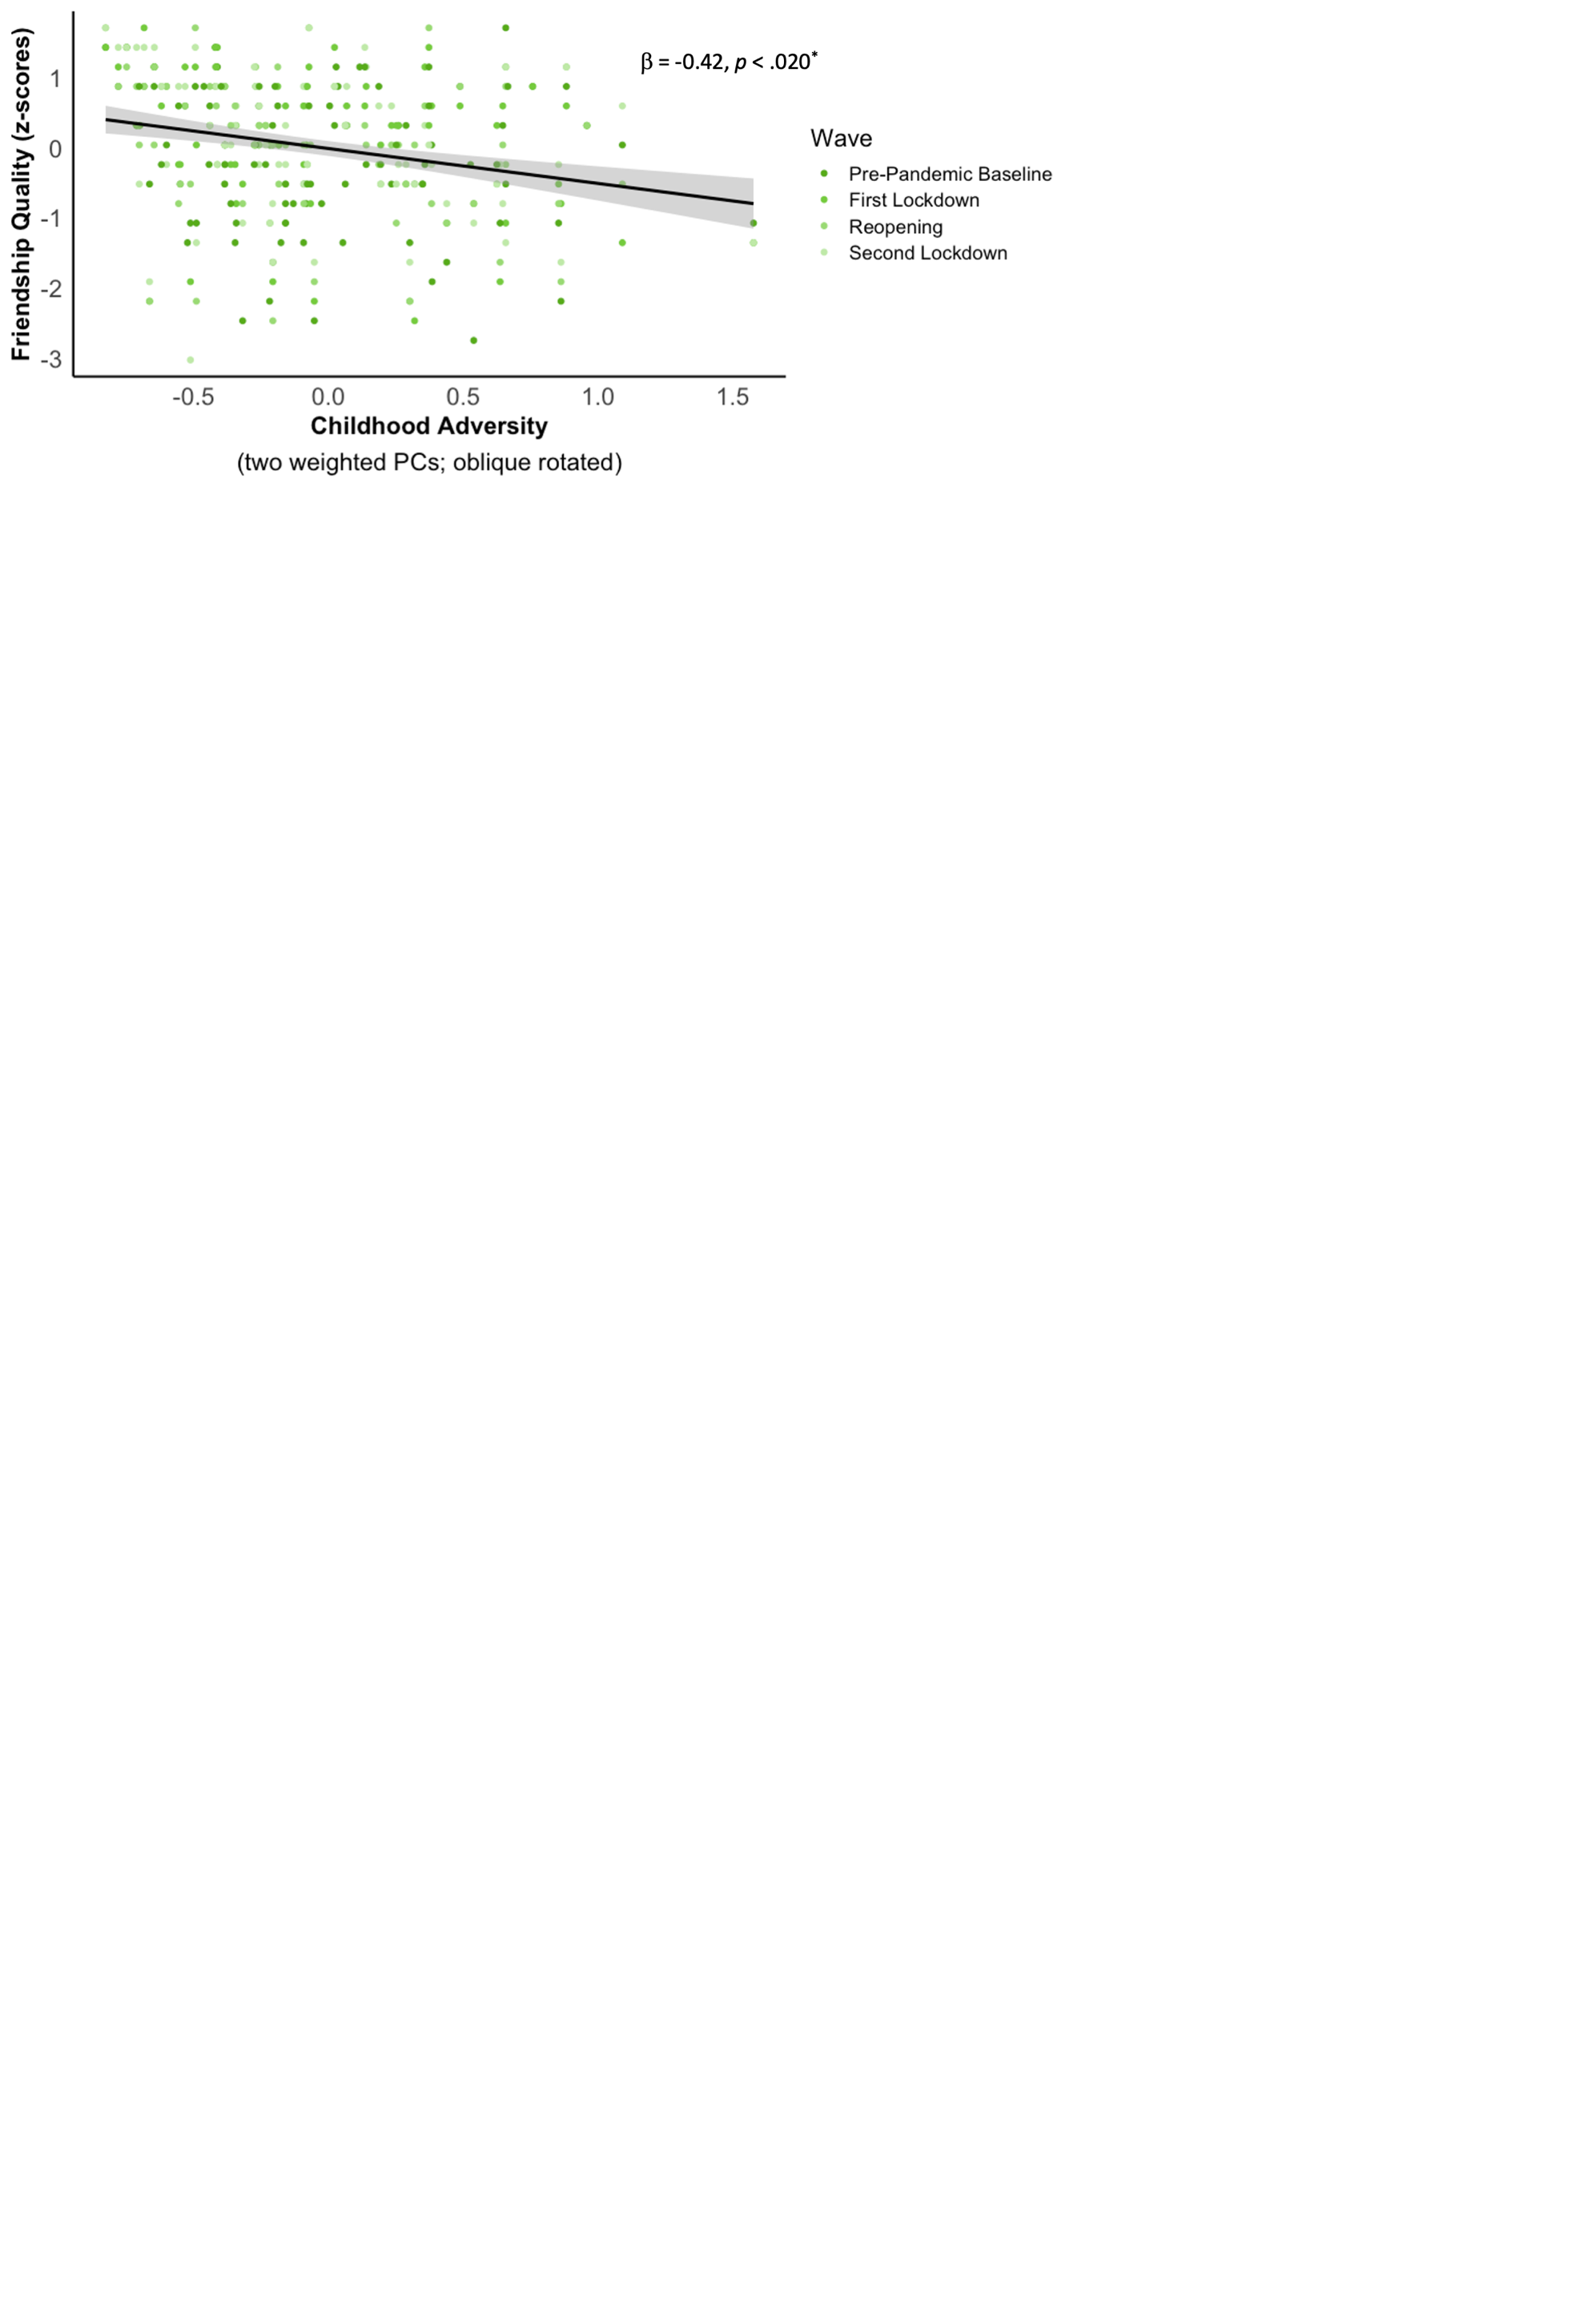 Friendship Quality (z-scores)
1
0
-1
-2
-3
β = -0.42, p < .020*
Wave
Pre-Pandemic Baseline
First Lockdown
Reopening
Second Lockdown
-0.5 0.0 0.5 1.0 1.5
Childhood Adversity
(two weighted PCs; oblique rotated)